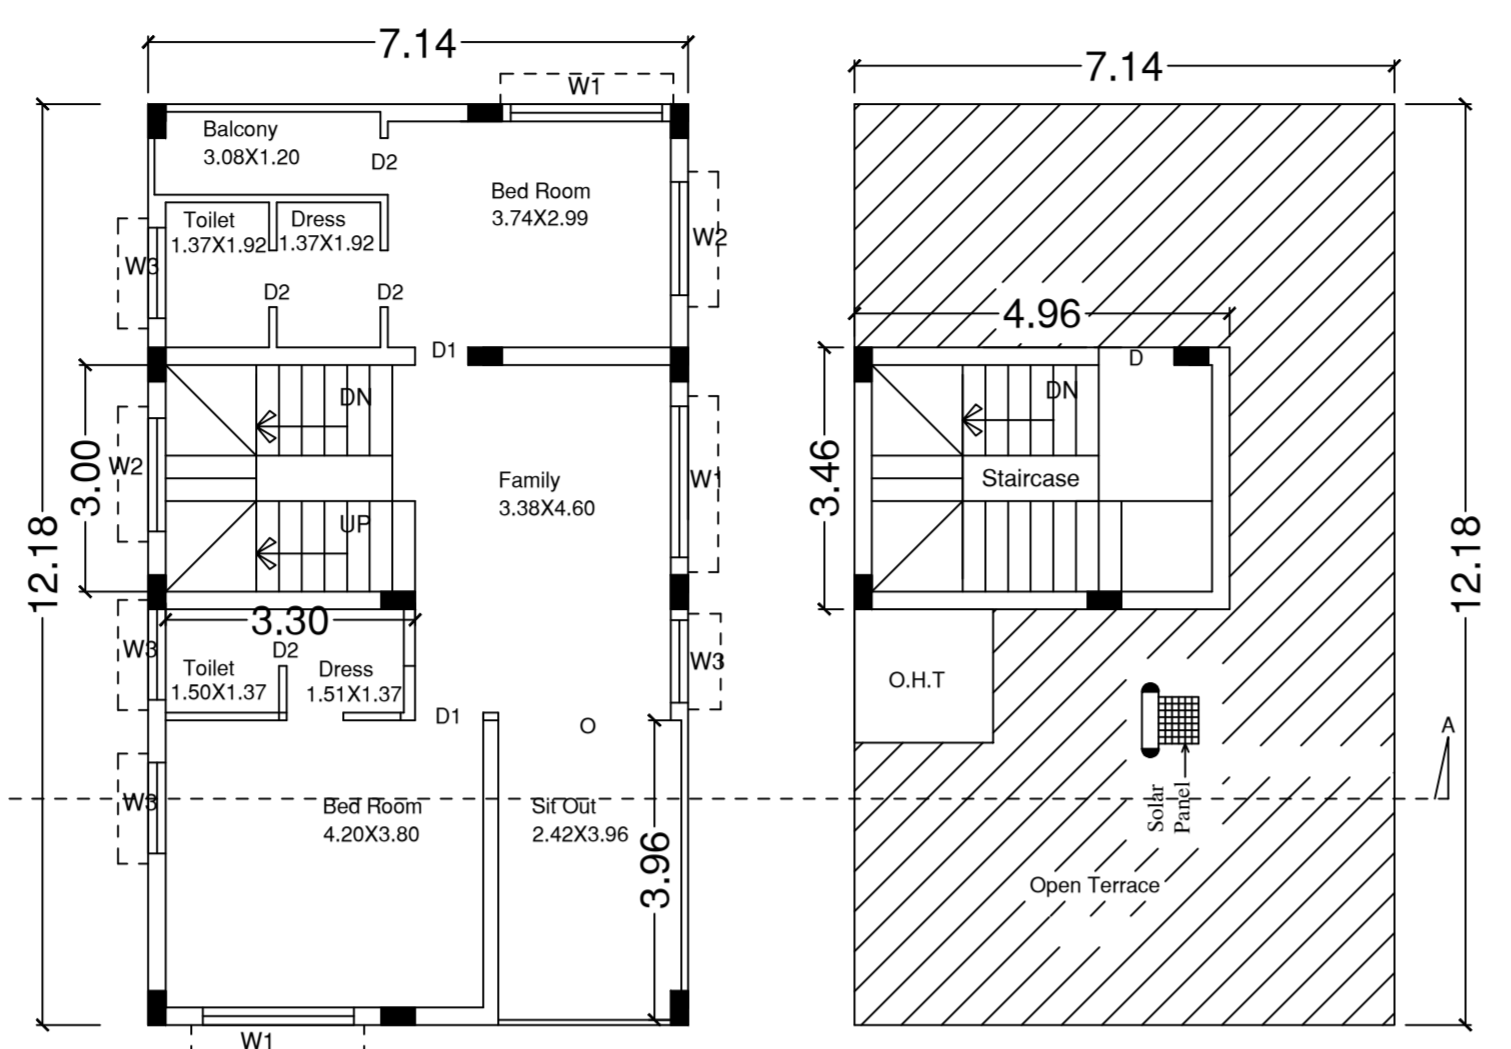 7.14
W1
Balcony
3.08X1.20
D2
Bed Room
3.74X2.99
Toilet
1.37X1.92
Dress
1.37X1.92
W3
W2
D2
D2
D1
DN
W2
3.00
12.18
Family
3.38X4.60
W1
UP
3.30
D2
W3
Toilet
1.50X1.37
Dress
1.51X1.37
W3
D1
O
W3
Bed Room
4.20X3.80
Sit Out
2.42X3.96
3.96
W1
7.14
4.96
D
DN
3.46
Staircase
12.18
O.H.T
A
Solar
Panel
Open Terrace